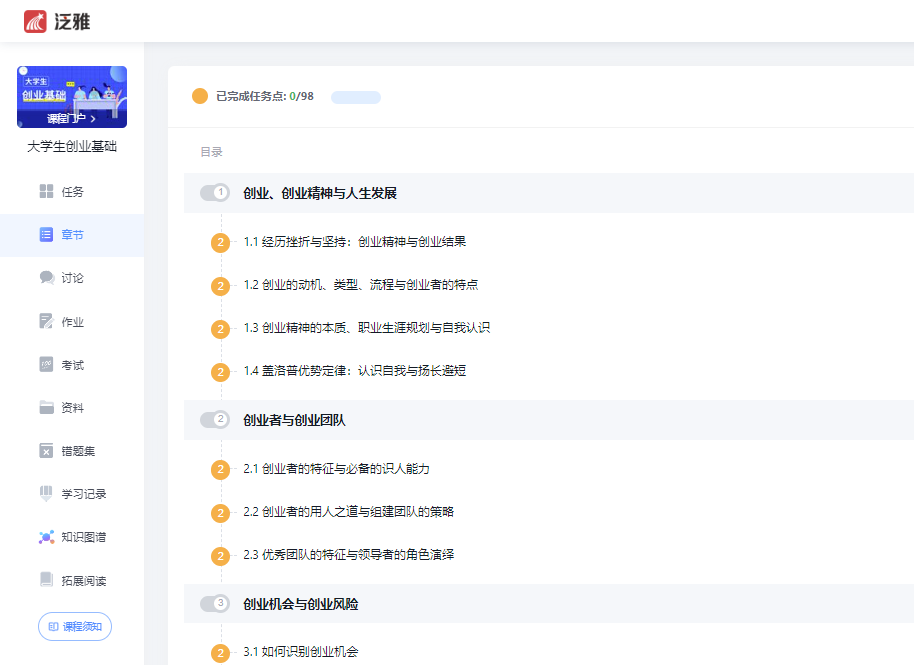 泛雅
大学生
创业基础
课程门户 >
大学生创业基础
任务
章节
讨论
作业
考试
资料
错题集
学习记录
知识图谱
拓展阅读
课程须知
已完成任务点: 0/98
目录
1 创业、创业精神与人生发展
2 1.1 经历挫折与坚持：创业精神与创业结果
2 1.2 创业的动机、类型、流程与创业者的特点
2 1.3 创业精神的本质、职业生涯规划与自我认识
2 1.4 盖洛普优势定律：认识自我与扬长避短
2 创业者与创业团队
2 2.1 创业者的特征与必备的识人能力
2 2.2 创业者的用人之道与组建团队的策略
2 2.3 优秀团队的特征与领导者的角色演绎
3 创业机会与创业风险
2 3.1 如何识别创业机会